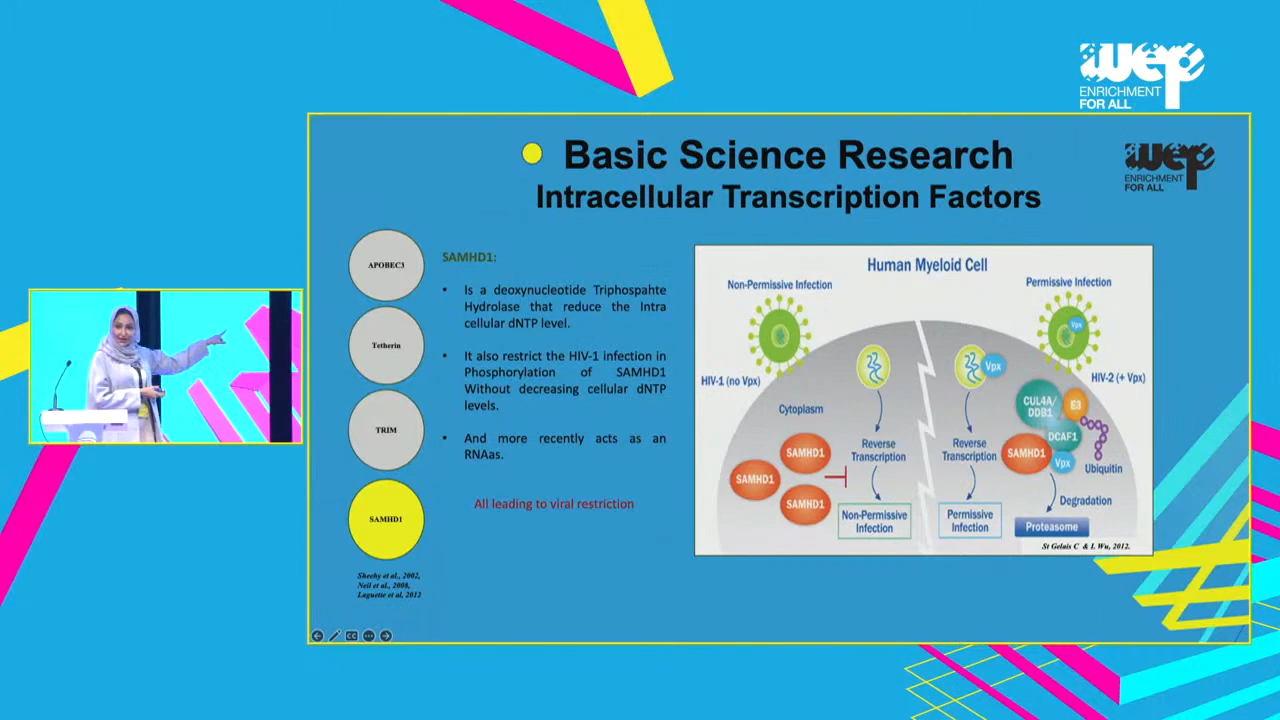 wep
ENRICHMENT
FOR ALL
Basic Science Research
Intracellular Transcription Factors
wep
ENRICHMENT
FOR ALL
APOBEC3
Tetherin
TRIM
SAMHD1
Sheehy et al., 2002,
Neil et al., 2008,
Laguette et al, 2012
SAMHD1:
• Is a deoxynucleotide Triphospahte
Hydrolase that reduce the Intra
cellular dNTP level.
• It also restrict the HIV-1 infection in
Phosphorylation of SAMHD1
Without decreasing cellular dNTP
levels.
• And more recently acts as an
RNAas.
All leading to viral restriction
Human Myeloid Cell
Non-Permissive Infection
HIV-1 (no Vpx)
Cytoplasm
SAMHD1
SAMHD1
SAMHD1
Reverse
Transcription
Non-Permissive
Infection
Permissive Infection
Vpx
HIV-2 (+ Vpx)
Vpx
Reverse
Transcription
Permissive
Infection
CUL4A/
DDB1
E3
DCAF1
SAMHD1
Vpx
Ubiquitin
Degradation
Proteasome
St Gelais C & L Wu, 2012.
CC